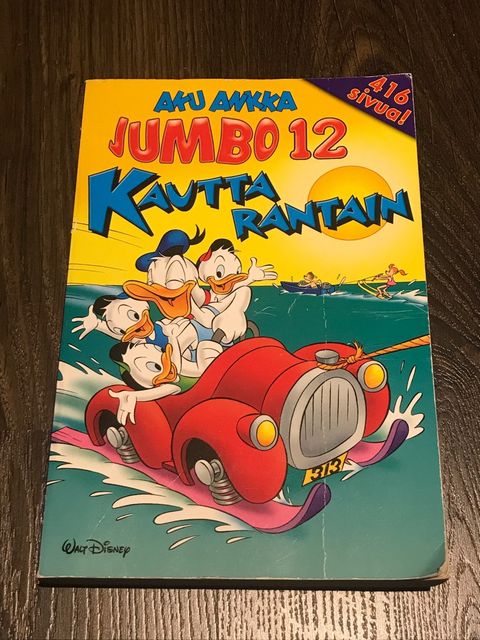 416
sivua!
AKU ANKKA
JUMBO 12
KAUTTA
RANTAIN
313
WALT DISNEY